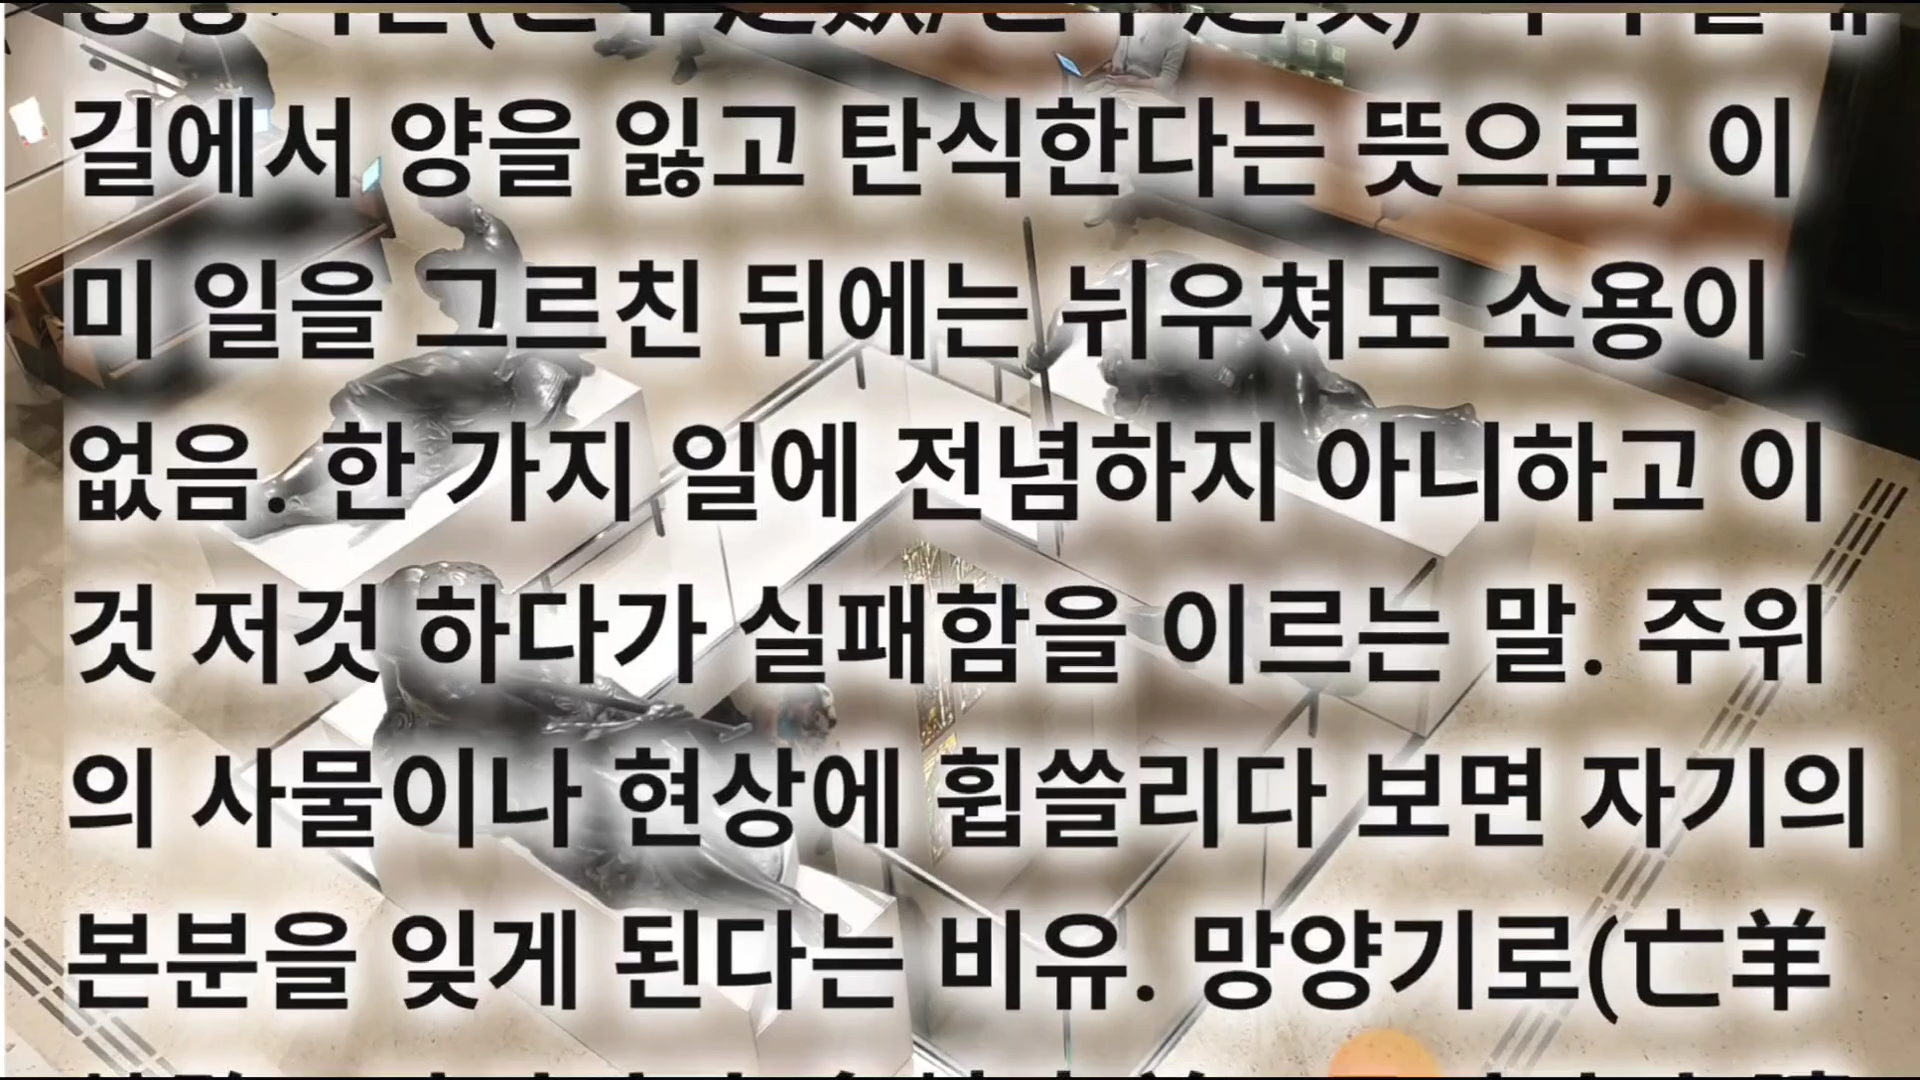 길에서 양을 잃고 탄식한다는 뜻으로, 이
미 일을 그르친 뒤에는 뉘우쳐도 소용이
없음. 한 가지 일에 전념하지 아니하고 이
것 저것 하다가 실패함을 이르는 말. 주위
의 사물이나 현상에 휩쓸리다 보면 자기의
본분을 잊게 된다는 비유. 망양기로(亡羊